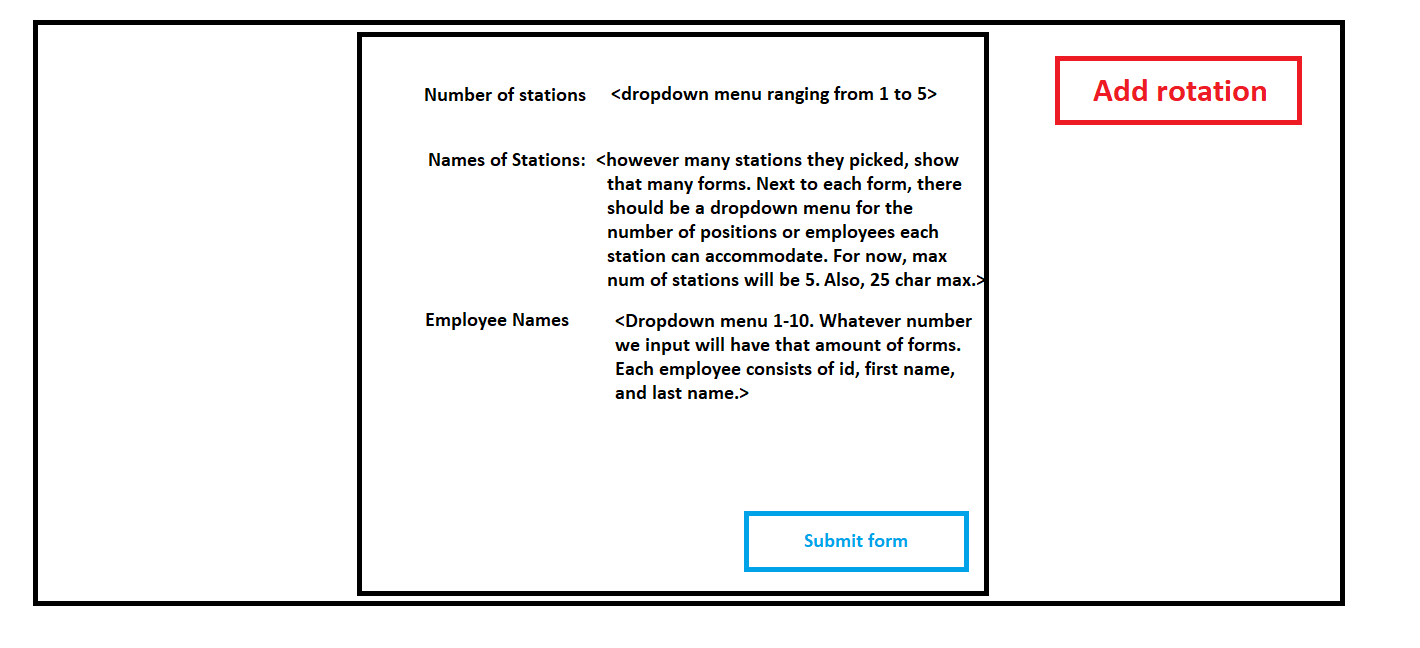 Add rotation
Number of stations <dropdown menu ranging from 1 to 5>
Names of Stations: <however many stations they picked, show
that many forms. Next to each form, there
should be a dropdown menu for the
number of positions or employees each
station can accommodate. For now, max
num of stations will be 5. Also, 25 char max.>
Employee Names <Dropdown menu 1-10. Whatever number
we input will have that amount of forms.
Each employee consists of id, first name,
and last name.>
Submit form